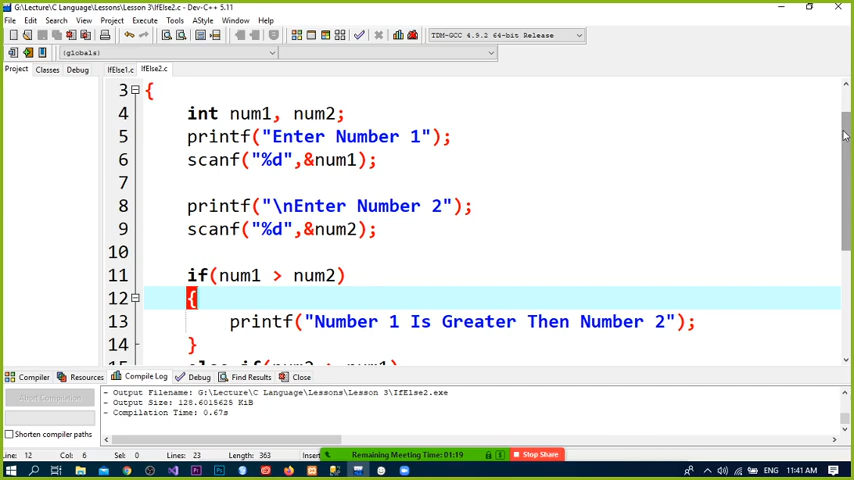 G:\Lecture\C Language\Lessons\Lesson 3\IfElse2.c - Dev-C++ 5.11
File Edit Search View Project Execute Tools AStyle Window Help
TDM-GCC 4.9.2 64-bit Release
(globals)
Project Classes Debug IfElse1.c IfElse2.c
3 {
4 int num1, num2;
5 printf("Enter Number 1");
6 scanf("%d",&num1);
7
8 printf("\nEnter Number 2");
9 scanf("%d",&num2);
10
11 if(num1 > num2)
12 {
13 printf("Number 1 Is Greater Then Number 2");
14 }
15 else if(num2 > num1)
Compiler Resources Compile Log Debug Find Results Close
Abort Compilation
Shorten compiler paths
- Output Filename: G:\Lecture\C Language\Lessons\Lesson 3\IfElse2.exe
- Output Size: 128.6015625 KiB
- Compilation Time: 0.67s
Line: 12 Col: 6 Sel: 0 Lines: 23 Length: 363 Insert
Remaining Meeting Time: 01:19 Stop Share
ENG 11:41 AM